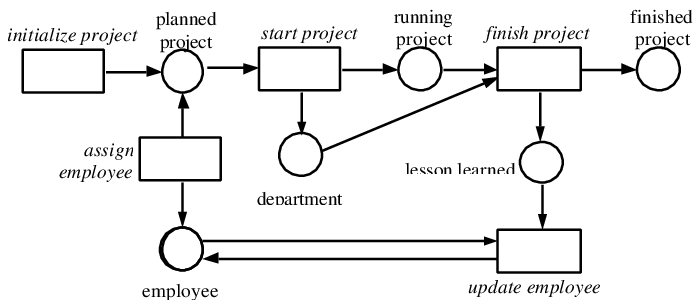 initialize project
planned
project
start project
running
project
finish project
finished
project
assign
employee
department
lesson learned
employee
update employee